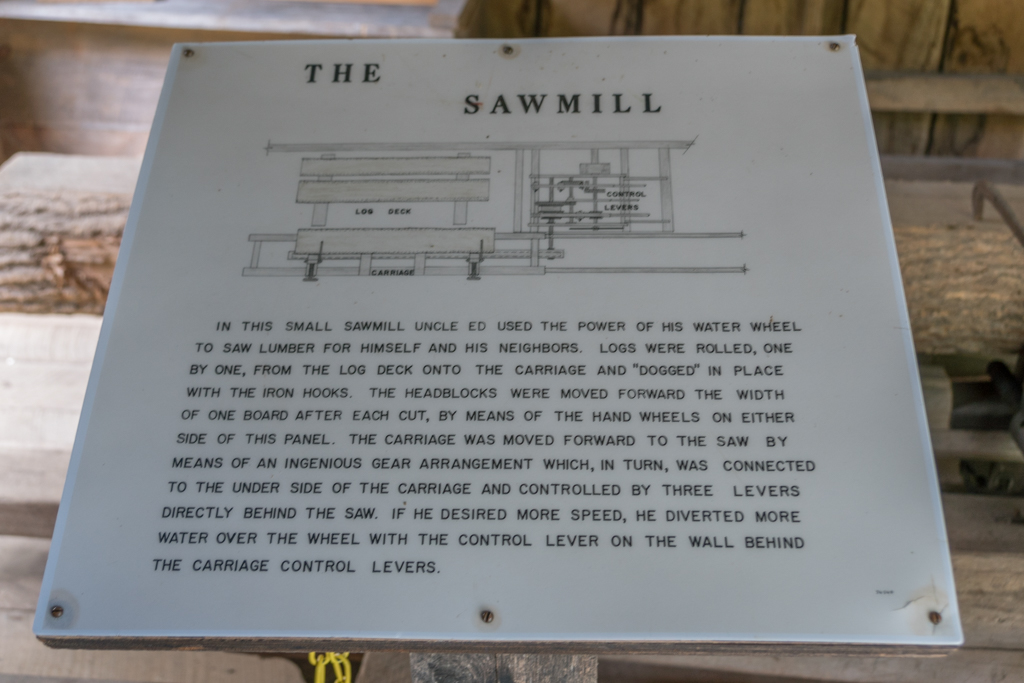 THE
SAWMILL
CONTROL
LEVERS
LOG DECK
CARRIAGE
IN THIS SMALL SAWMILL UNCLE ED USED THE POWER OF HIS WATER WHEEL
TO SAW LUMBER FOR HIMSELF AND HIS NEIGHBORS. LOGS WERE ROLLED, ONE
BY ONE, FROM THE LOG DECK ONTO THE CARRIAGE AND "DOGGED" IN PLACE
WITH THE IRON HOOKS. THE HEADBLOCKS WERE MOVED FORWARD THE WIDTH
OF ONE BOARD AFTER EACH CUT, BY MEANS OF THE HAND WHEELS ON EITHER
SIDE OF THIS PANEL. THE CARRIAGE WAS MOVED FORWARD TO THE SAW BY
MEANS OF AN INGENIOUS GEAR ARRANGEMENT WHICH, IN TURN, WAS CONNECTED
TO THE UNDER SIDE OF THE CARRIAGE AND CONTROLLED BY THREE LEVERS
DIRECTLY BEHIND THE SAW. IF HE DESIRED MORE SPEED, HE DIVERTED MORE
WATER OVER THE WHEEL WITH THE CONTROL LEVER ON THE WALL BEHIND
THE CARRIAGE CONTROL LEVERS.